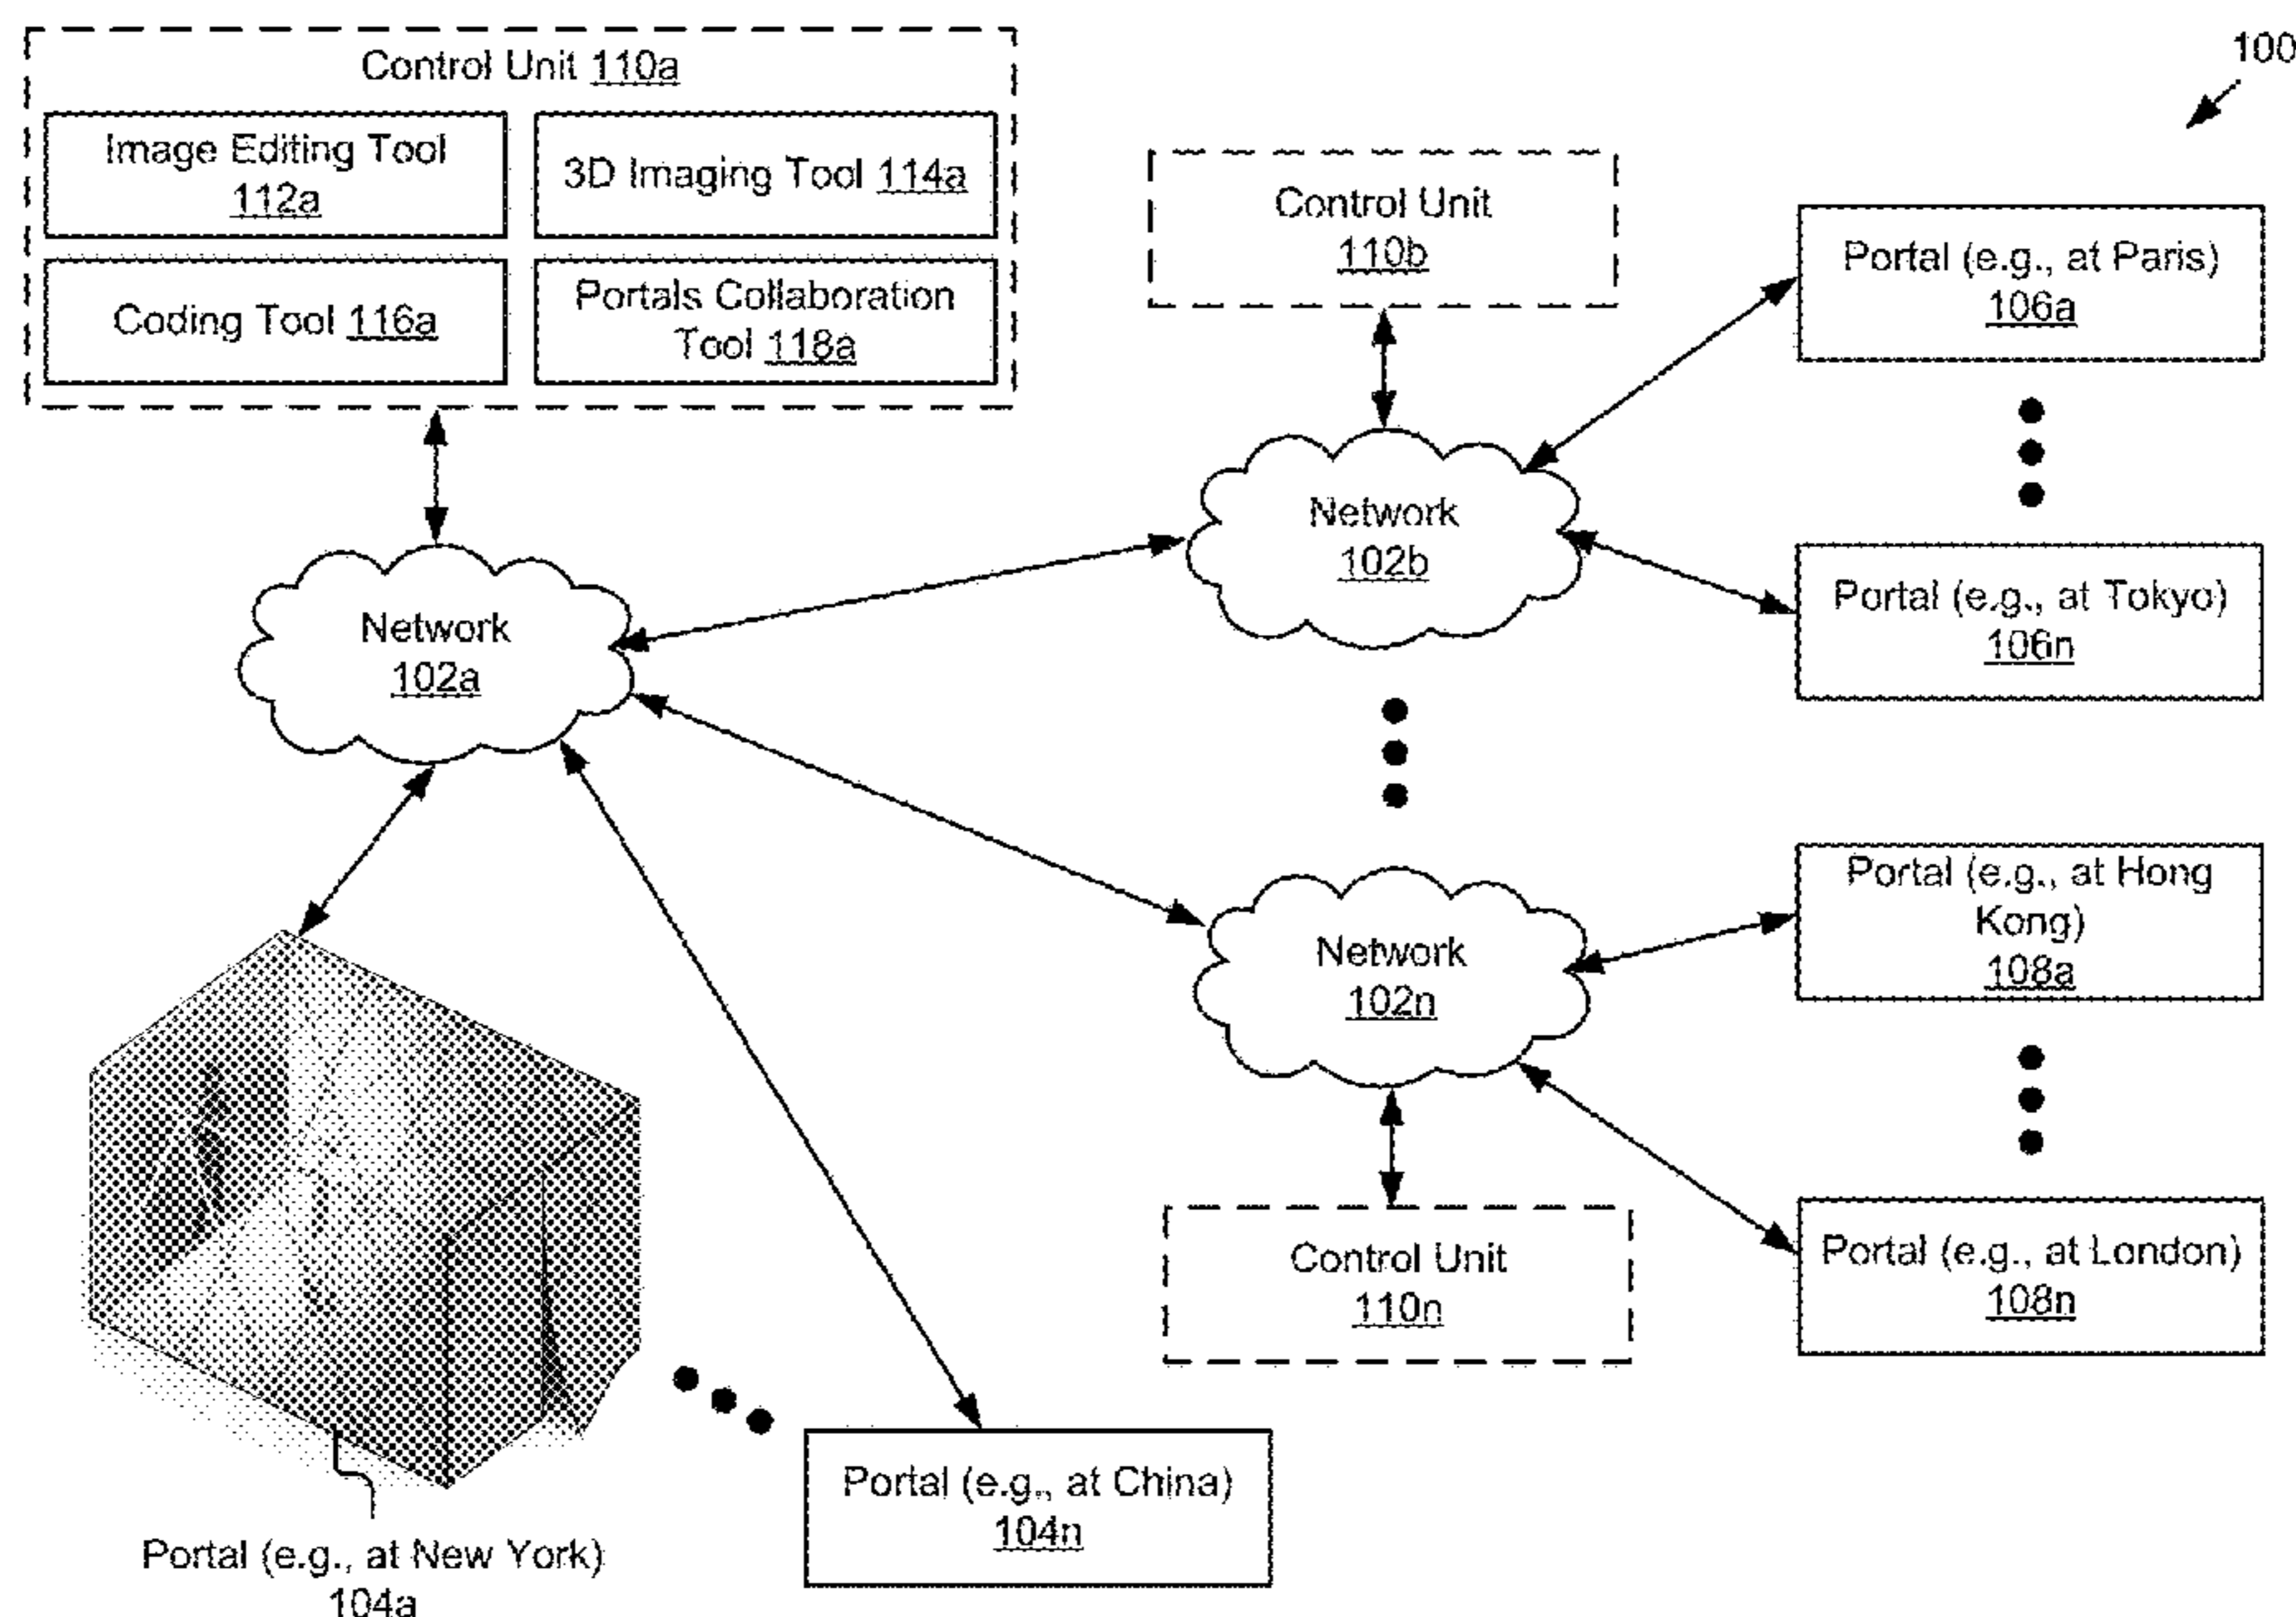 100
Control Unit 110a
Image Editing Tool
112a
3D Imaging Tool 114a
Coding Tool 116a
Portals Collaboration
Tool 118a
Control Unit
110b
Portal (e.g., at Paris)
106a
Network
102b
Network
102a
Portal (e.g., at Tokyo)
106n
Portal (e.g., at Hong
Kong)
108a
Network
102n
Control Unit
110n
Portal (e.g., at London)
108n
Portal (e.g., at China)
104n
Portal (e.g., at New York)
104a